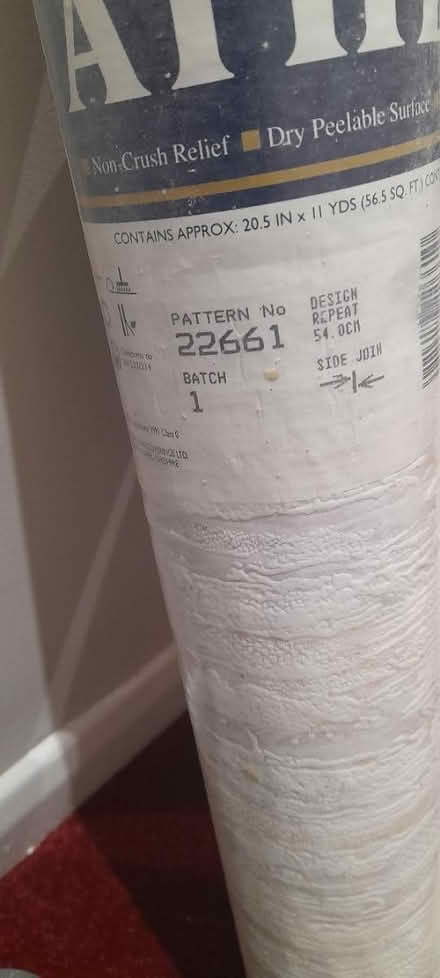 Non-Crush Relief ■ Dry Peelable Surface
CONTAINS APPROX: 20.5 IN x 11 YDS (56.5 SQ. FT)
PATTERN No
22661
BATCH
1
DESIGN
REPEAT
54.0CM
SIDE JOIN